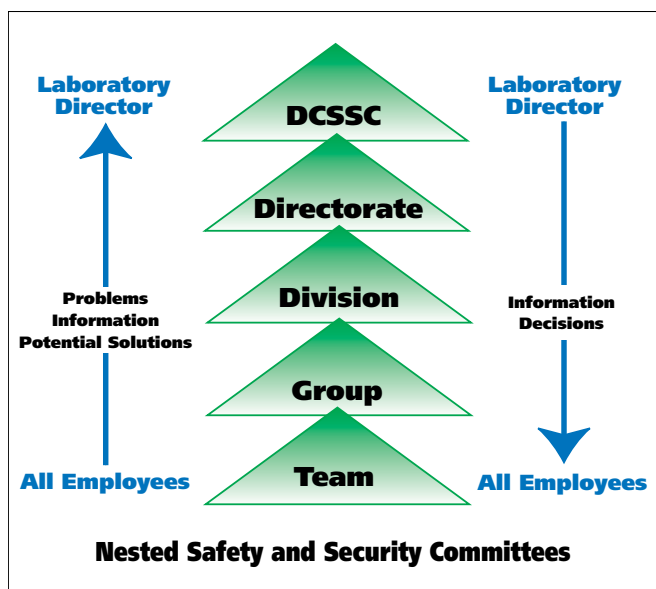 Laboratory
Director
Problems
Information
Potential Solutions
All Employees
DCSSC
Directorate
Division
Group
Team
Laboratory
Director
Information
Decisions
All Employees
Nested Safety and Security Committees